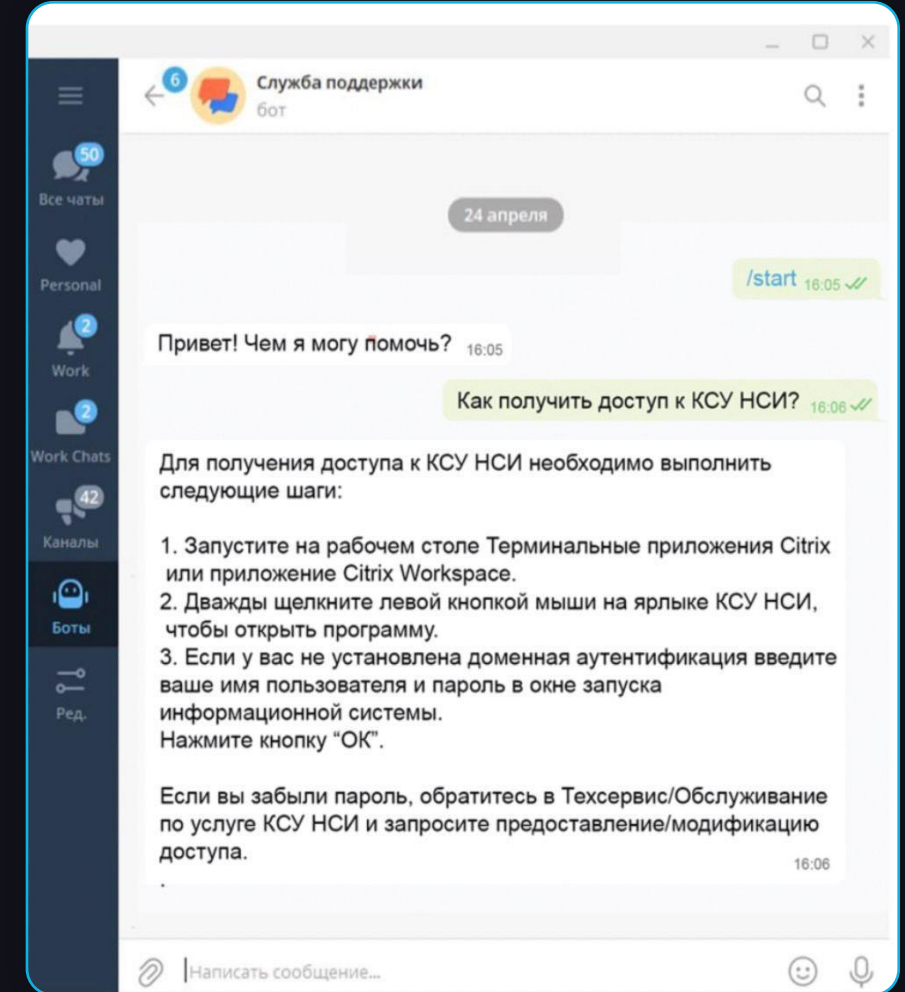 6
Служба поддержки
бот
50
Все чаты
24 апреля
Personal
/start 16:05
2
Work
Привет! Чем я могу помочь? 16:05
Как получить доступ к КСУ НСИ? 16:06
2
Work Chats
Для получения доступа к КСУ НСИ необходимо выполнить
следующие шаги:
42
Каналы
1. Запустите на рабочем столе Терминальные приложения Citrix
или приложение Citrix Workspace.
2. Дважды щелкните левой кнопкой мыши на ярлыке КСУ НСИ,
чтобы открыть программу.
Боты
3. Если у вас не установлена доменная аутентификация введите
ваше имя пользователя и пароль в окне запуска
информационной системы.
Ред.
Нажмите кнопку “ОК”.
Если вы забыли пароль, обратитесь в Техсервис/Обслуживание
по услуге КСУ НСИ и запросите предоставление/модификацию
доступа.
16:06
.
Написать сообщение...